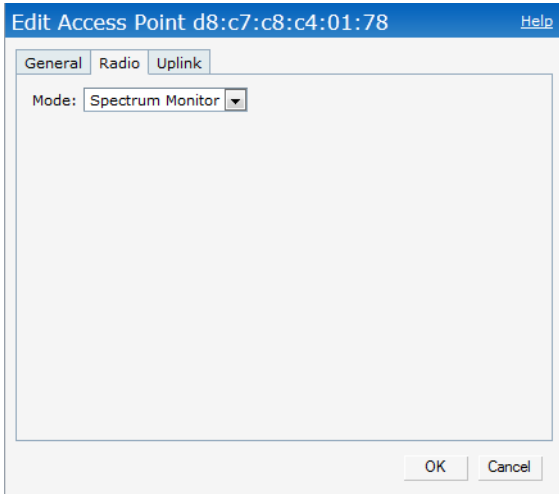 Edit Access Point d8:c7:c8:c4:01:78 Help
General Radio Uplink
Mode: Spectrum Monitor
OK Cancel